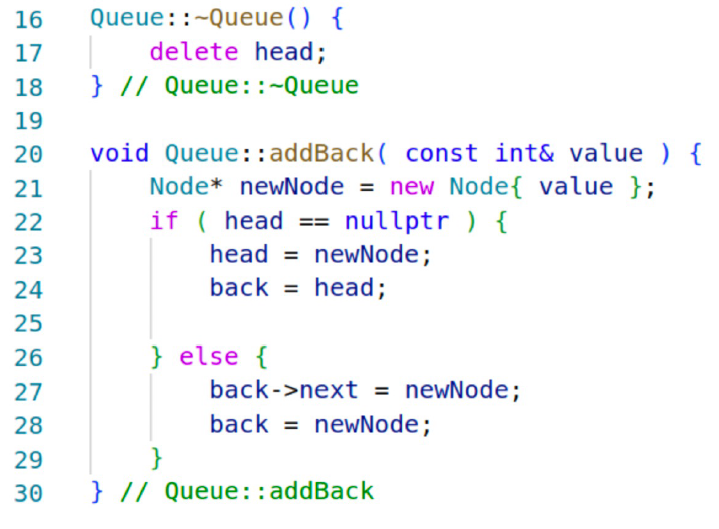 16 Queue::~Queue() {
17     delete head;
18 } // Queue::~Queue
19
20 void Queue::addBack( const int& value ) {
21     Node* newNode = new Node{ value };
22     if ( head == nullptr ) {
23         head = newNode;
24         back = head;
25
26     } else {
27         back->next = newNode;
28         back = newNode;
29     }
30 } // Queue::addBack